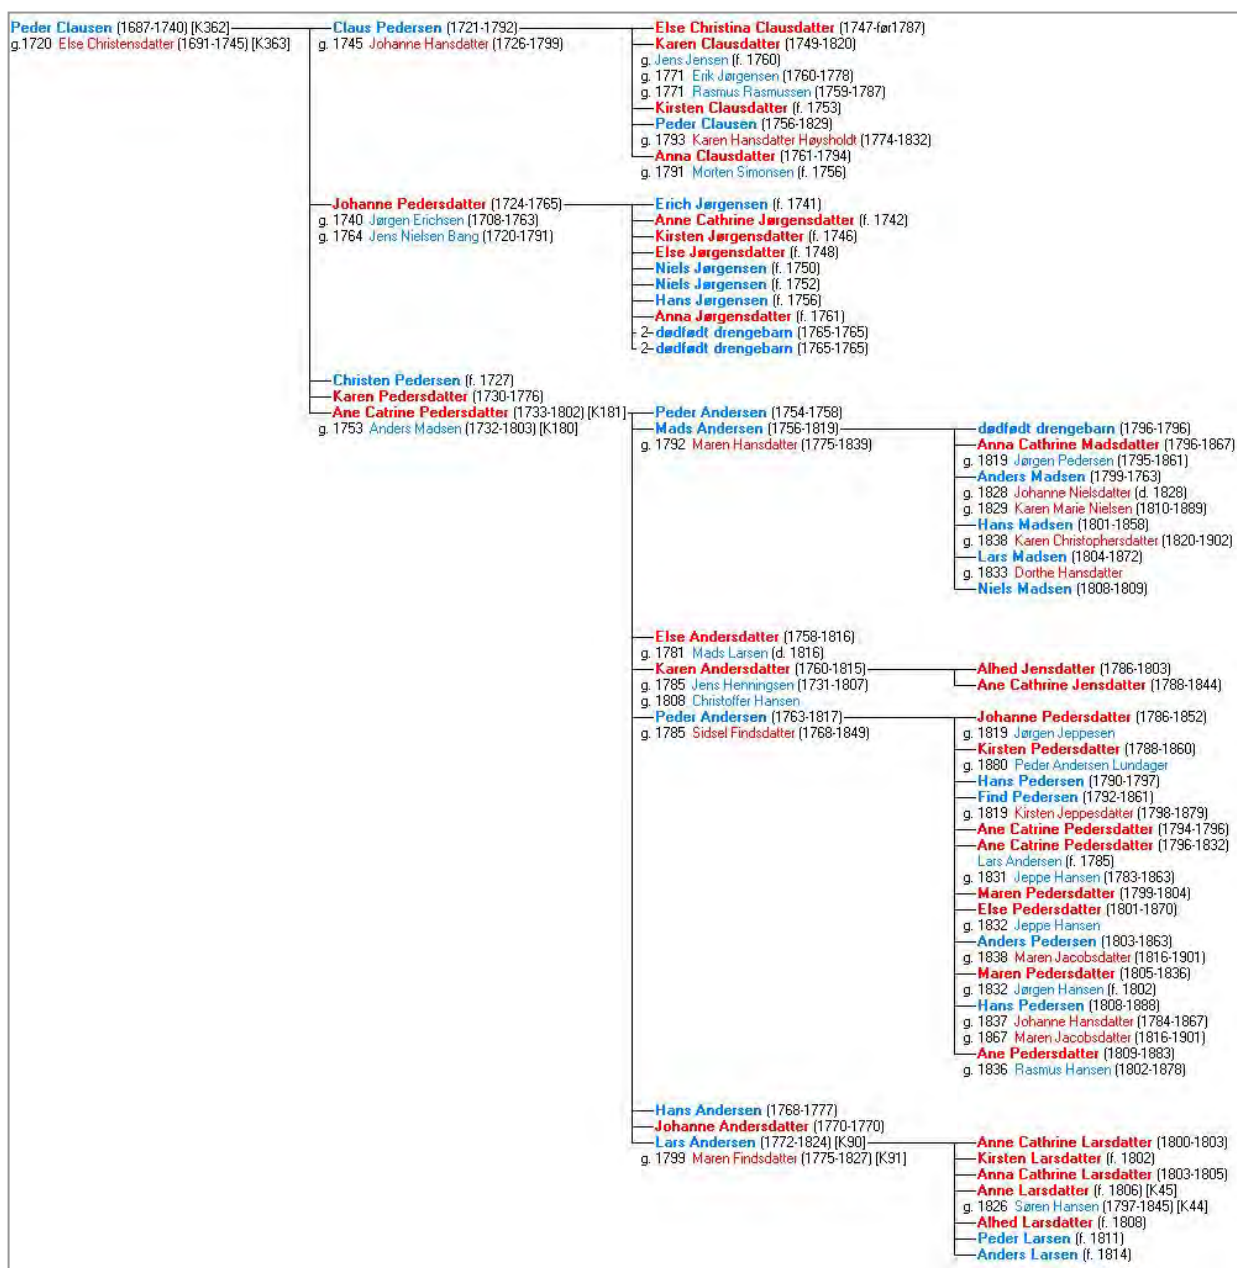 Peder Clausen (1687-1740) [K362]
g.1720 Else Christensdatter (1691-1745) [K363]
Claus Pedersen (1721-1792)
g. 1745 Johanne Hansdatter (1726-1799)
Else Christina Clausdatter (1747-før1787)
Karen Clausdatter (1749-1820)
g. Jens Jensen (f. 1760)
g. 1771 Erik Jørgensen (1760-1778)
g. 1771 Rasmus Rasmussen (1759-1787)
Kirsten Clausdatter (f. 1753)
Peder Clausen (1756-1829)
g. 1793 Karen Hansdatter Høysholdt (1774-1832)
Anna Clausdatter (1761-1794)
g. 1791 Morten Simonsen (f. 1756)
Johanne Pedersdatter (1724-1765)
g. 1740 Jørgen Erichsen (1708-1763)
g. 1764 Jens Nielsen Bang (1720-1791)
Erich Jørgensen (f. 1741)
Anne Cathrine Jørgensdatter (f. 1742)
Kirsten Jørgensdatter (f. 1746)
Else Jørgensdatter (f. 1748)
Niels Jørgensen (f. 1750)
Niels Jørgensen (f. 1752)
Hans Jørgensen (f. 1756)
Anna Jørgensdatter (f. 1761)
2 dødfødt drengebarn (1765-1765)
2 dødfødt drengebarn (1765-1765)
Christen Pedersen (f. 1727)
Karen Pedersdatter (1730-1776)
Ane Catrine Pedersdatter (1733-1802) [K181]
g. 1753 Anders Madsen (1732-1803) [K180]
Peder Andersen (1754-1758)
Mads Andersen (1756-1819)
g. 1792 Maren Hansdatter (1775-1839)
dødfødt drengebarn (1796-1796)
Anna Cathrine Madsdatter (1796-1867)
g. 1819 Jørgen Pedersen (1795-1861)
Anders Madsen (1799-1763)
g. 1828 Johanne Nielsdatter (d. 1828)
g. 1829 Karen Marie Nielsen (1810-1889)
Hans Madsen (1801-1858)
g. 1838 Karen Christophersdatter (1820-1902)
Lars Madsen (1804-1872)
g. 1833 Dorthe Hansdatter
Niels Madsen (1808-1809)
Else Andersdatter (1758-1816)
g. 1781 Mads Larsen (d. 1816)
Karen Andersdatter (1760-1815)
g. 1785 Jens Henningsen (1731-1807)
g. 1808 Christoffer Hansen
Alhed Jensdatter (1786-1803)
Ane Cathrine Jensdatter (1788-1844)
Peder Andersen (1763-1817)
g. 1785 Sidsel Findsdatter (1768-1849)
Johanne Pedersdatter (1786-1852)
g. 1819 Jørgen Jeppesen
Kirsten Pedersdatter (1788-1860)
g. 1880 Peder Andersen Lundager
Hans Pedersen (1790-1797)
Find Pedersen (1792-1861)
g. 1819 Kirsten Jeppesdatter (1798-1879)
Ane Catrine Pedersdatter (1794-1796)
Ane Catrine Pedersdatter (1796-1832)
Lars Andersen (f. 1785)
g. 1831 Jeppe Hansen (1783-1863)
Maren Pedersdatter (1799-1804)
Else Pedersdatter (1801-1870)
g. 1832 Jeppe Hansen
Anders Pedersen (1803-1863)
g. 1838 Maren Jacobsdatter (1816-1901)
Maren Pedersdatter (1805-1836)
g. 1832 Jørgen Hansen (f. 1802)
Hans Pedersen (1808-1888)
g. 1837 Johanne Hansdatter (1784-1867)
g. 1867 Maren Jacobsdatter (1816-1901)
Ane Pedersdatter (1809-1883)
g. 1836 Rasmus Hansen (1802-1878)
Hans Andersen (1768-1777)
Johanne Andersdatter (1770-1770)
Lars Andersen (1772-1824) [K90]
g. 1799 Maren Findsdatter (1775-1827) [K91]
Anne Cathrine Larsdatter (1800-1803)
Kirsten Larsdatter (f. 1802)
Anna Cathrine Larsdatter (1803-1805)
Anne Larsdatter (f. 1806) [K45]
g. 1826 Søren Hansen (1797-1845) [K44]
Alhed Larsdatter (f. 1808)
Peder Larsen (f. 1811)
Anders Larsen (f. 1814)